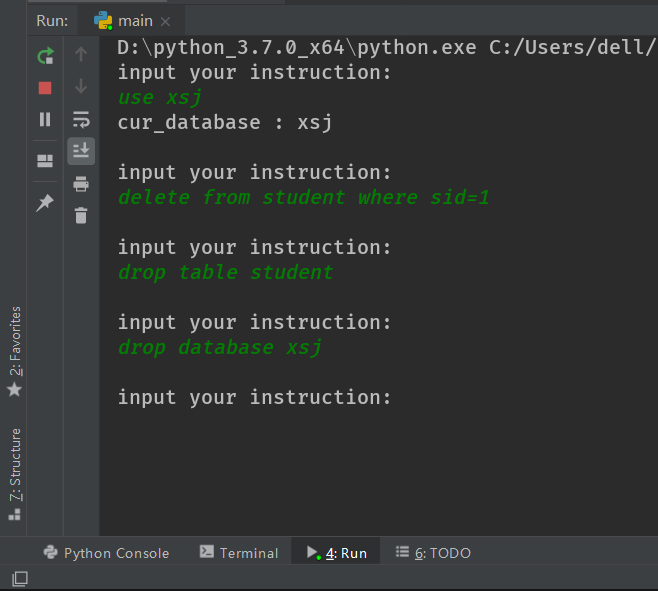 Run:
main
D:\python_3.7.0_x64\python.exe C:/Users/dell/
input your instruction:
use xsj
cur_database : xsj
input your instruction:
delete from student where sid=1
input your instruction:
drop table student
input your instruction:
drop database xsj
input your instruction:
2: Favorites
7: Structure
Python Console
Terminal
4: Run
6: TODO